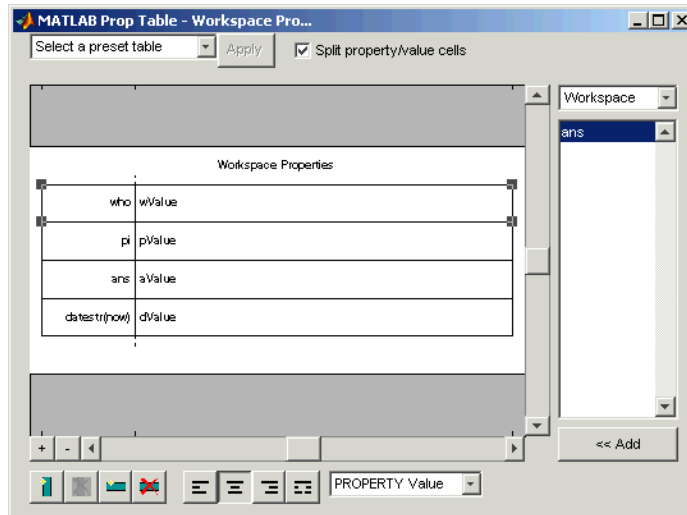 MATLAB Prop Table - Workspace Pro...
Select a preset table
Apply
Split property/value cells
Workspace
ans
Workspace Properties
who wValue
pi pValue
ans aValue
datestr(now) dValue
+ -
<< Add
PROPERTY Value